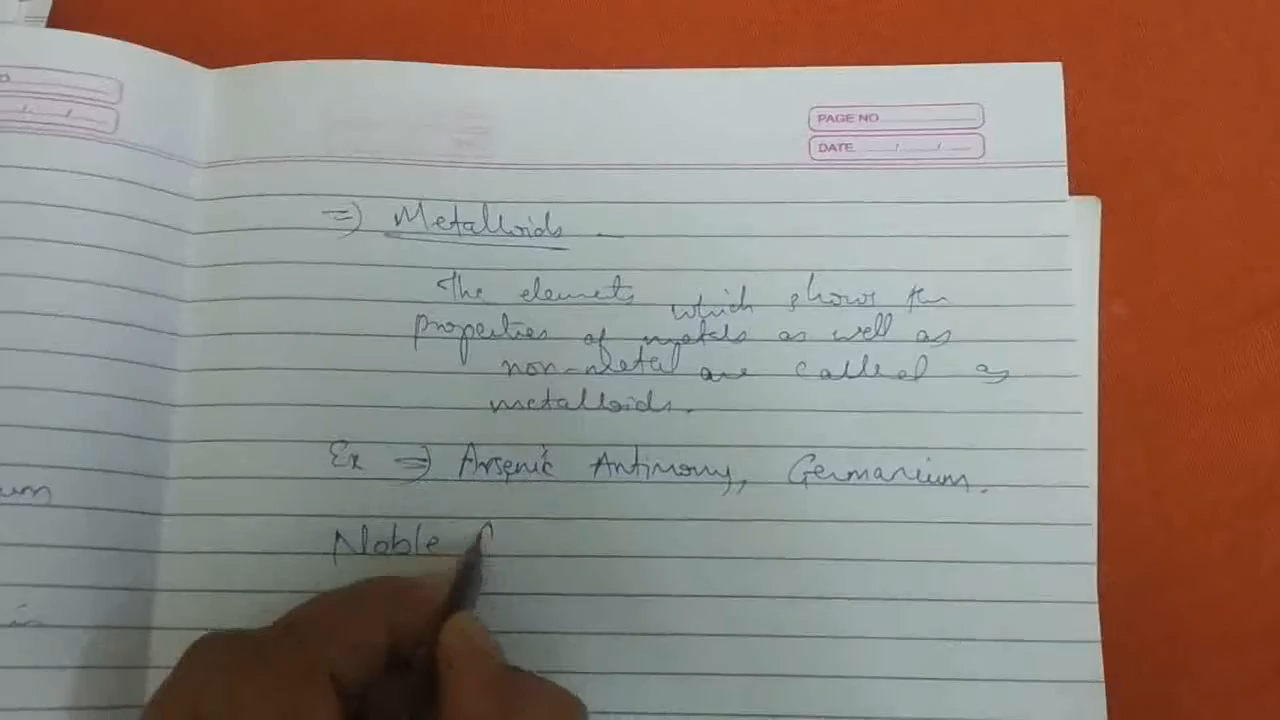 PAGE NO
DATE / /
=) Metalloids -
The elements which shows the
properties of metals as well as
non-metal are called as
metalloids.
Ex => Arsenic Antimony, Germanium.
Noble